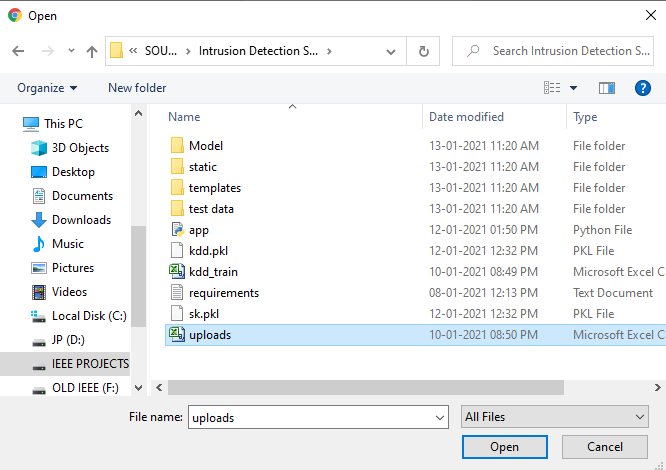 Open
SOU... Intrusion Detection S...
Search Intrusion Detection S...
Organize
New folder
This PC
3D Objects
Desktop
Documents
Downloads
Music
Pictures
Videos
Local Disk (C:)
JP (D:)
IEEE PROJECTS
OLD IEEE (F:)
Name Date modified Type
Model 13-01-2021 11:20 AM File folder
static 13-01-2021 11:20 AM File folder
templates 13-01-2021 11:20 AM File folder
test data 13-01-2021 11:20 AM File folder
app 12-01-2021 01:50 PM Python File
kdd.pkl 12-01-2021 12:32 PM PKL File
kdd_train 10-01-2021 08:49 PM Microsoft Excel C
requirements 08-01-2021 12:13 PM Text Document
sk.pkl 12-01-2021 12:32 PM PKL File
uploads 10-01-2021 08:50 PM Microsoft Excel C
File name: uploads
All Files
Open
Cancel